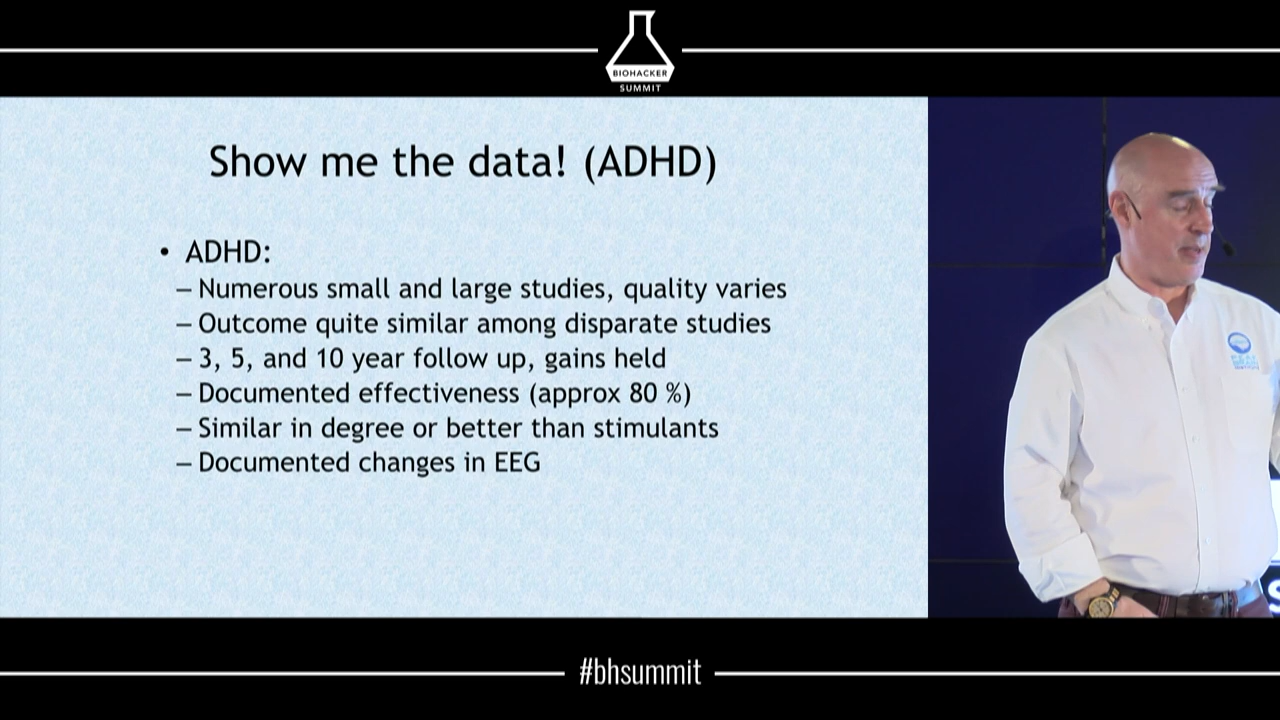 BIOHACKER
SUMMIT
Show me the data! (ADHD)
• ADHD:
– Numerous small and large studies, quality varies
– Outcome quite similar among disparate studies
– 3, 5, and 10 year follow up, gains held
– Documented effectiveness (approx 80 %)
– Similar in degree or better than stimulants
– Documented changes in EEG
PEAK
BRAIN
S
#bhsummit